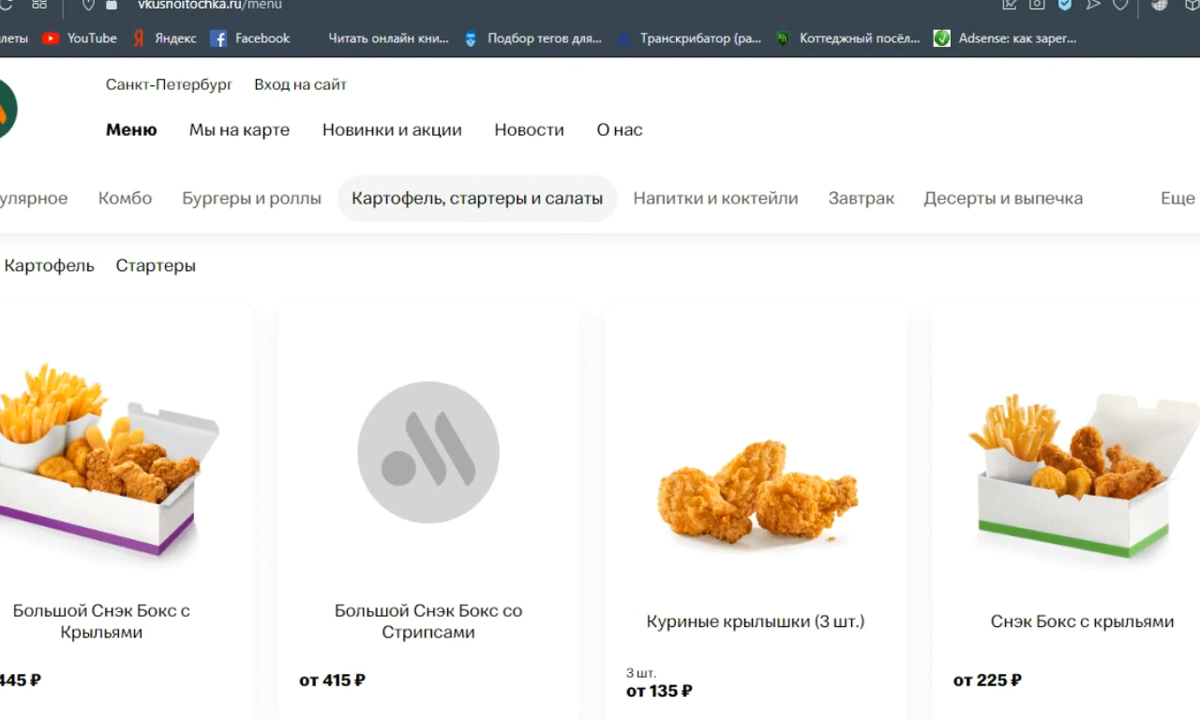 vkusnoitochka.ru/menu
YouTube Яндекс Facebook Читать онлайн кни... Подбор тегов для... Транскрибатор (ра... Коттеджный посёл... Adsense: как зарег...
Санкт-Петербург Вход на сайт
Меню Мы на карте Новинки и акции Новости О нас
улярное Комбо Бургеры и роллы Картофель, стартеры и салаты Напитки и коктейли Завтрак Десерты и выпечка Еще
Картофель Стартеры
Большой Снэк Бокс с
Крыльями
445 ₽
Большой Снэк Бокс со
Стрипсами
от 415 ₽
Куриные крылышки (3 шт.)
3 шт.
от 135 ₽
Снэк Бокс с крыльями
от 225 ₽